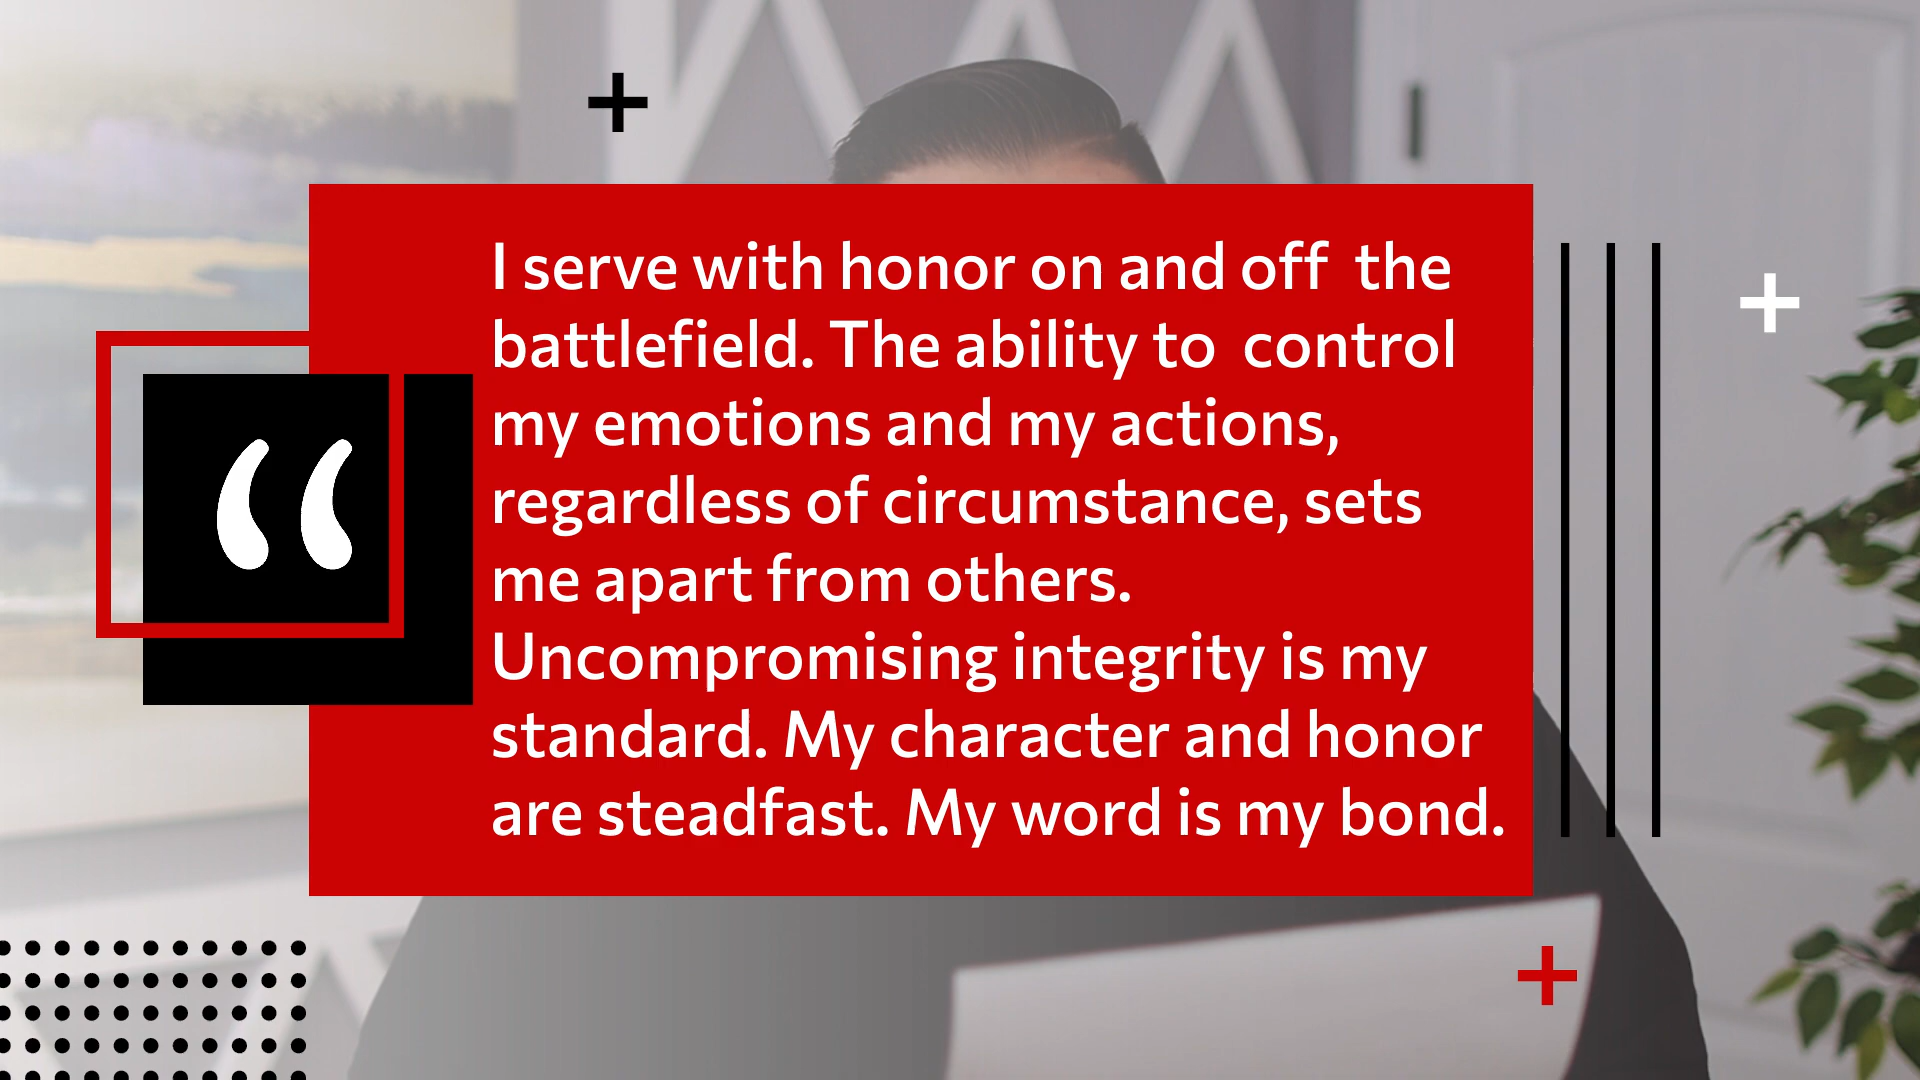 “
I serve with honor on and off  the
battlefield. The ability to  control
my emotions and my actions,
regardless of circumstance, sets
me apart from others.
Uncompromising integrity is my
standard. My character and honor
are steadfast. My word is my bond.